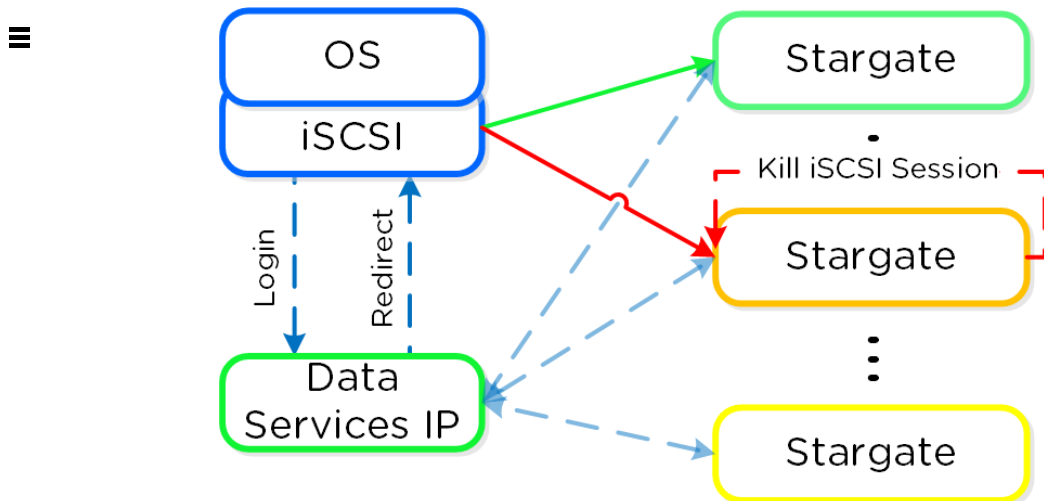 OS
Stargate
iSCSI
Kill iSCSI Session
Login
Redirect
Stargate
Data
Services IP
Stargate